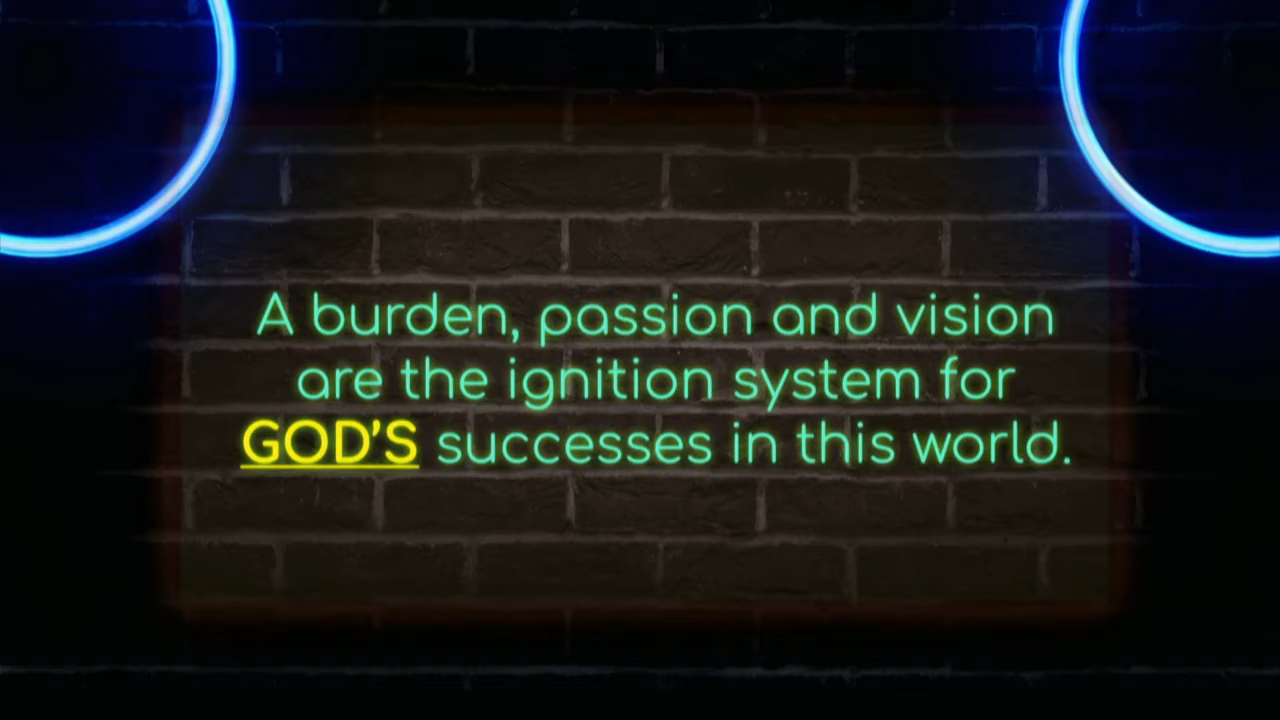 A burden, passion and vision
are the ignition system for
GOD'S successes in this world.